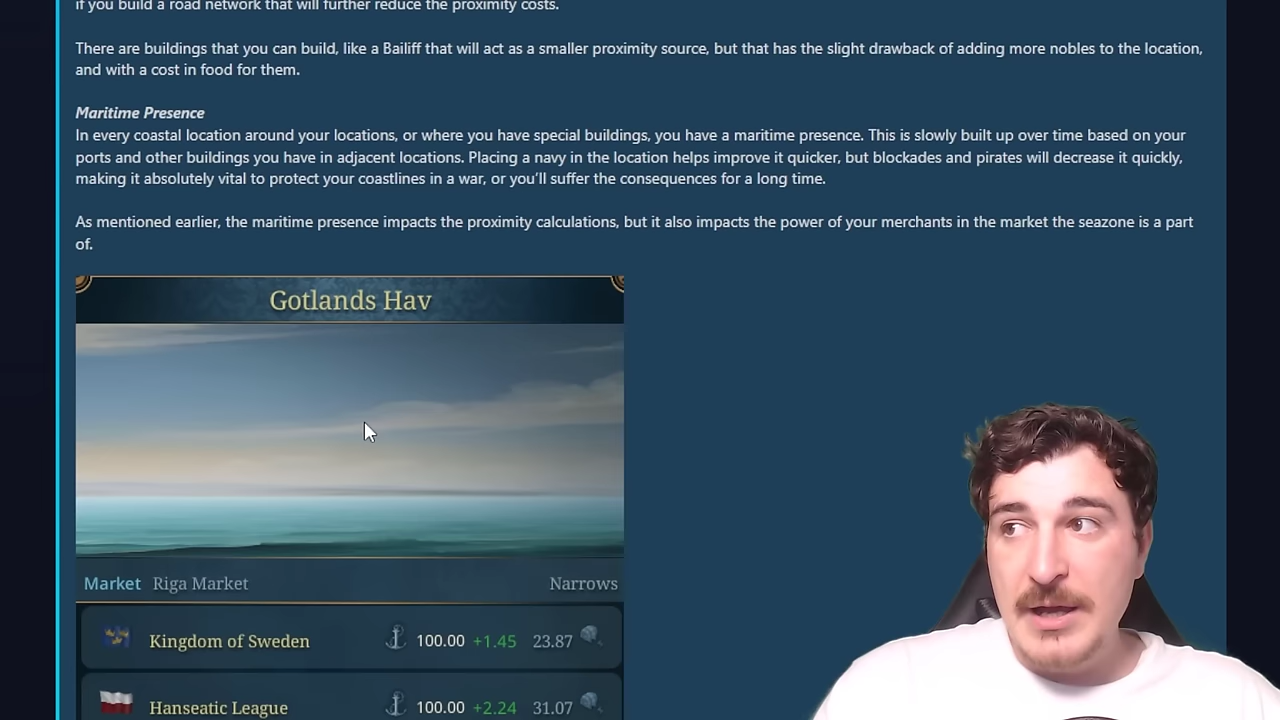 if you build a road network that will further reduce the proximity costs.
There are buildings that you can build, like a Bailiff that will act as a smaller proximity source, but that has the slight drawback of adding more nobles to the location,
and with a cost in food for them.
Maritime Presence
In every coastal location around your locations, or where you have special buildings, you have a maritime presence. This is slowly built up over time based on your
ports and other buildings you have in adjacent locations. Placing a navy in the location helps improve it quicker, but blockades and pirates will decrease it quickly,
making it absolutely vital to protect your coastlines in a war, or you’ll suffer the consequences for a long time.
As mentioned earlier, the maritime presence impacts the proximity calculations, but it also impacts the power of your merchants in the market the seazone is a part
of.
Gotlands Hav
Market Riga Market Narrows
Kingdom of Sweden 100.00 +1.45 23.87
Hanseatic League 100.00 +2.24 31.07